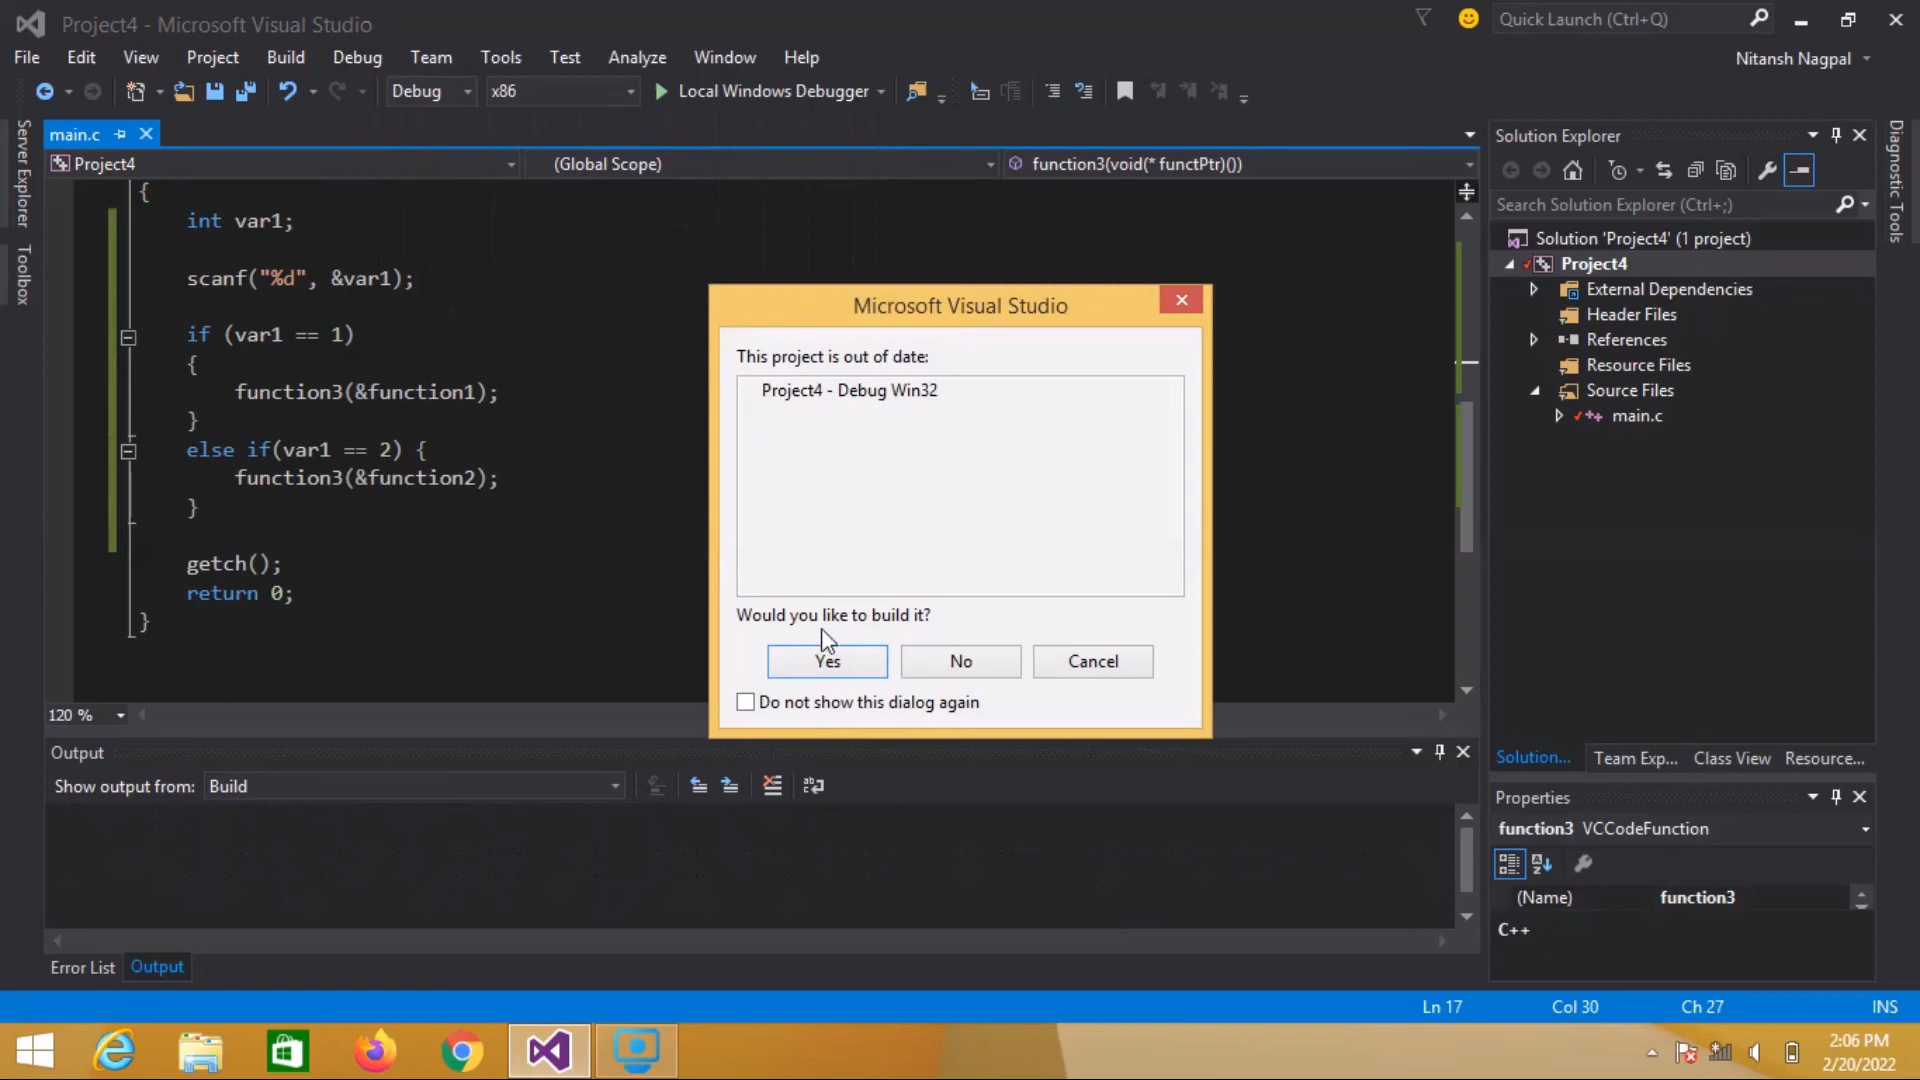 Project4 - Microsoft Visual Studio
Quick Launch (Ctrl+Q)
File Edit View Project Build Debug Team Tools Test Analyze Window Help
Nitansh Nagpal
Debug x86 Local Windows Debugger
main.c
Project4 (Global Scope) function3(void(* functPtr)())
Server Explorer
Toolbox
{
int var1;
scanf("%d", &var1);
if (var1 == 1)
{
function3(&function1);
}
else if(var1 == 2) {
function3(&function2);
}
getch();
return 0;
}
120 %
Microsoft Visual Studio
This project is out of date:
Project4 - Debug Win32
Would you like to build it?
Yes No Cancel
Do not show this dialog again
Output
Show output from: Build
Error List Output
Solution Explorer
Search Solution Explorer (Ctrl+;)
Solution 'Project4' (1 project)
Project4
External Dependencies
Header Files
References
Resource Files
Source Files
main.c
Solution... Team Exp... Class View Resource...
Properties
function3 VCCodeFunction
(Name) function3
C++
Diagnostic Tools
Ln 17 Col 30 Ch 27 INS
2:06 PM
2/20/2022